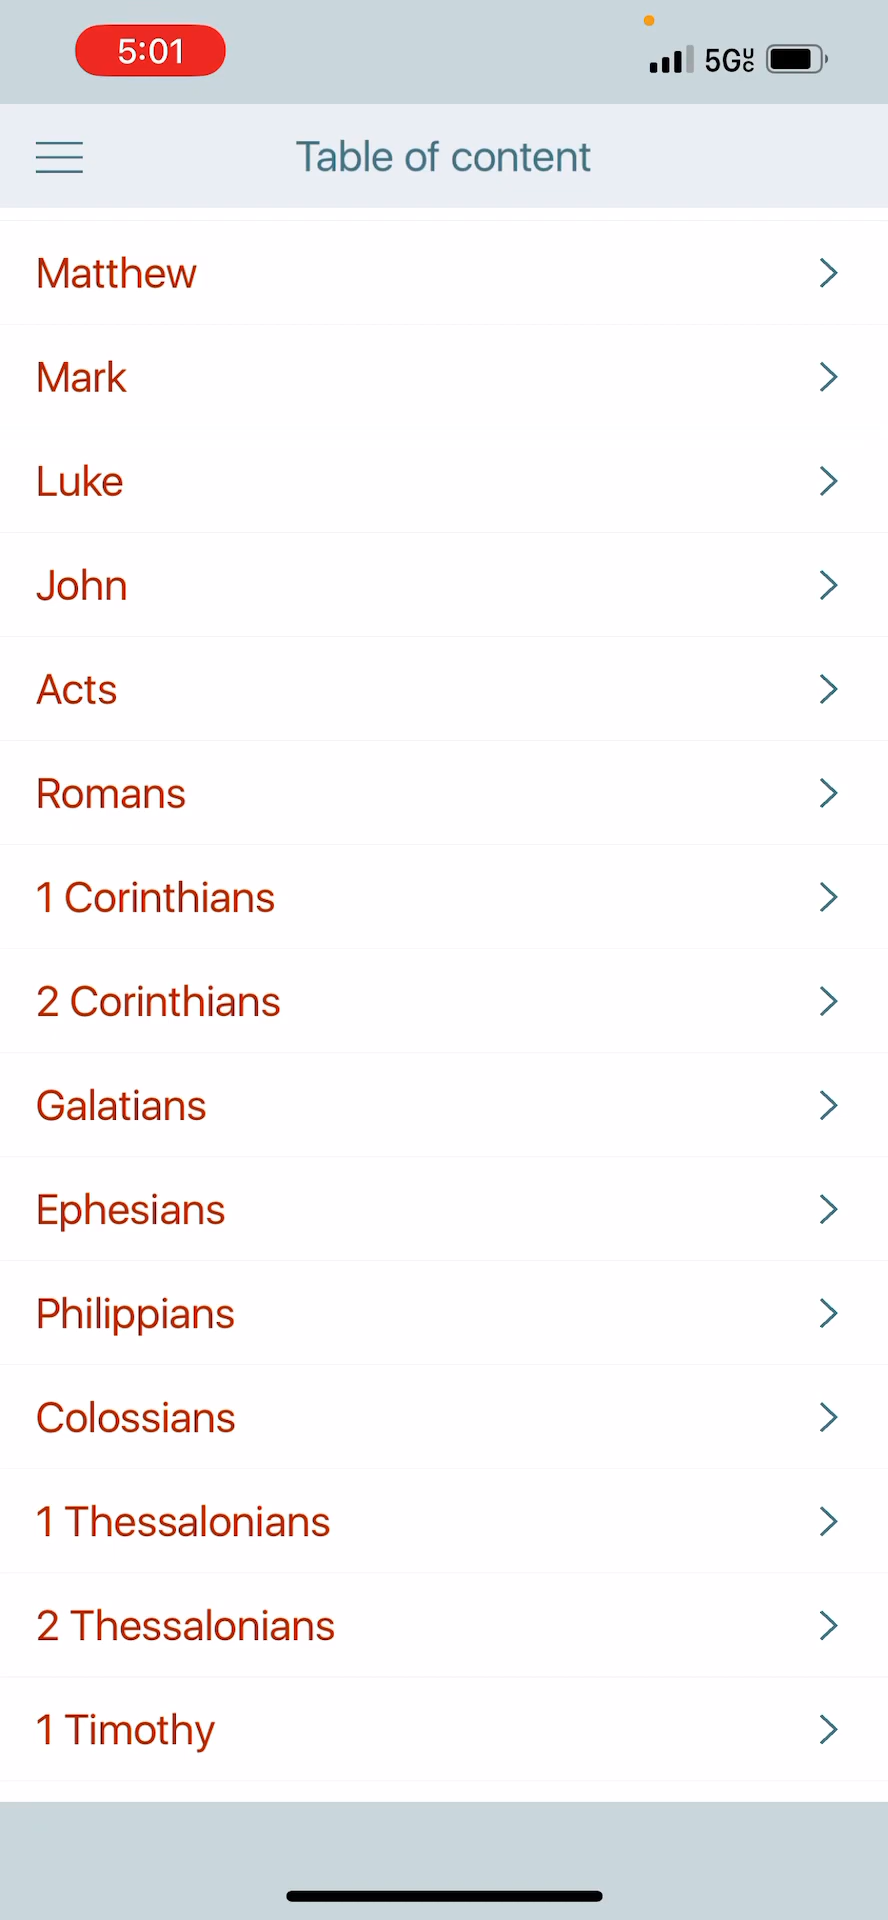 5:01
5GUC
Table of content
Matthew
Mark
Luke
John
Acts
Romans
1 Corinthians
2 Corinthians
Galatians
Ephesians
Philippians
Colossians
1 Thessalonians
2 Thessalonians
1 Timothy